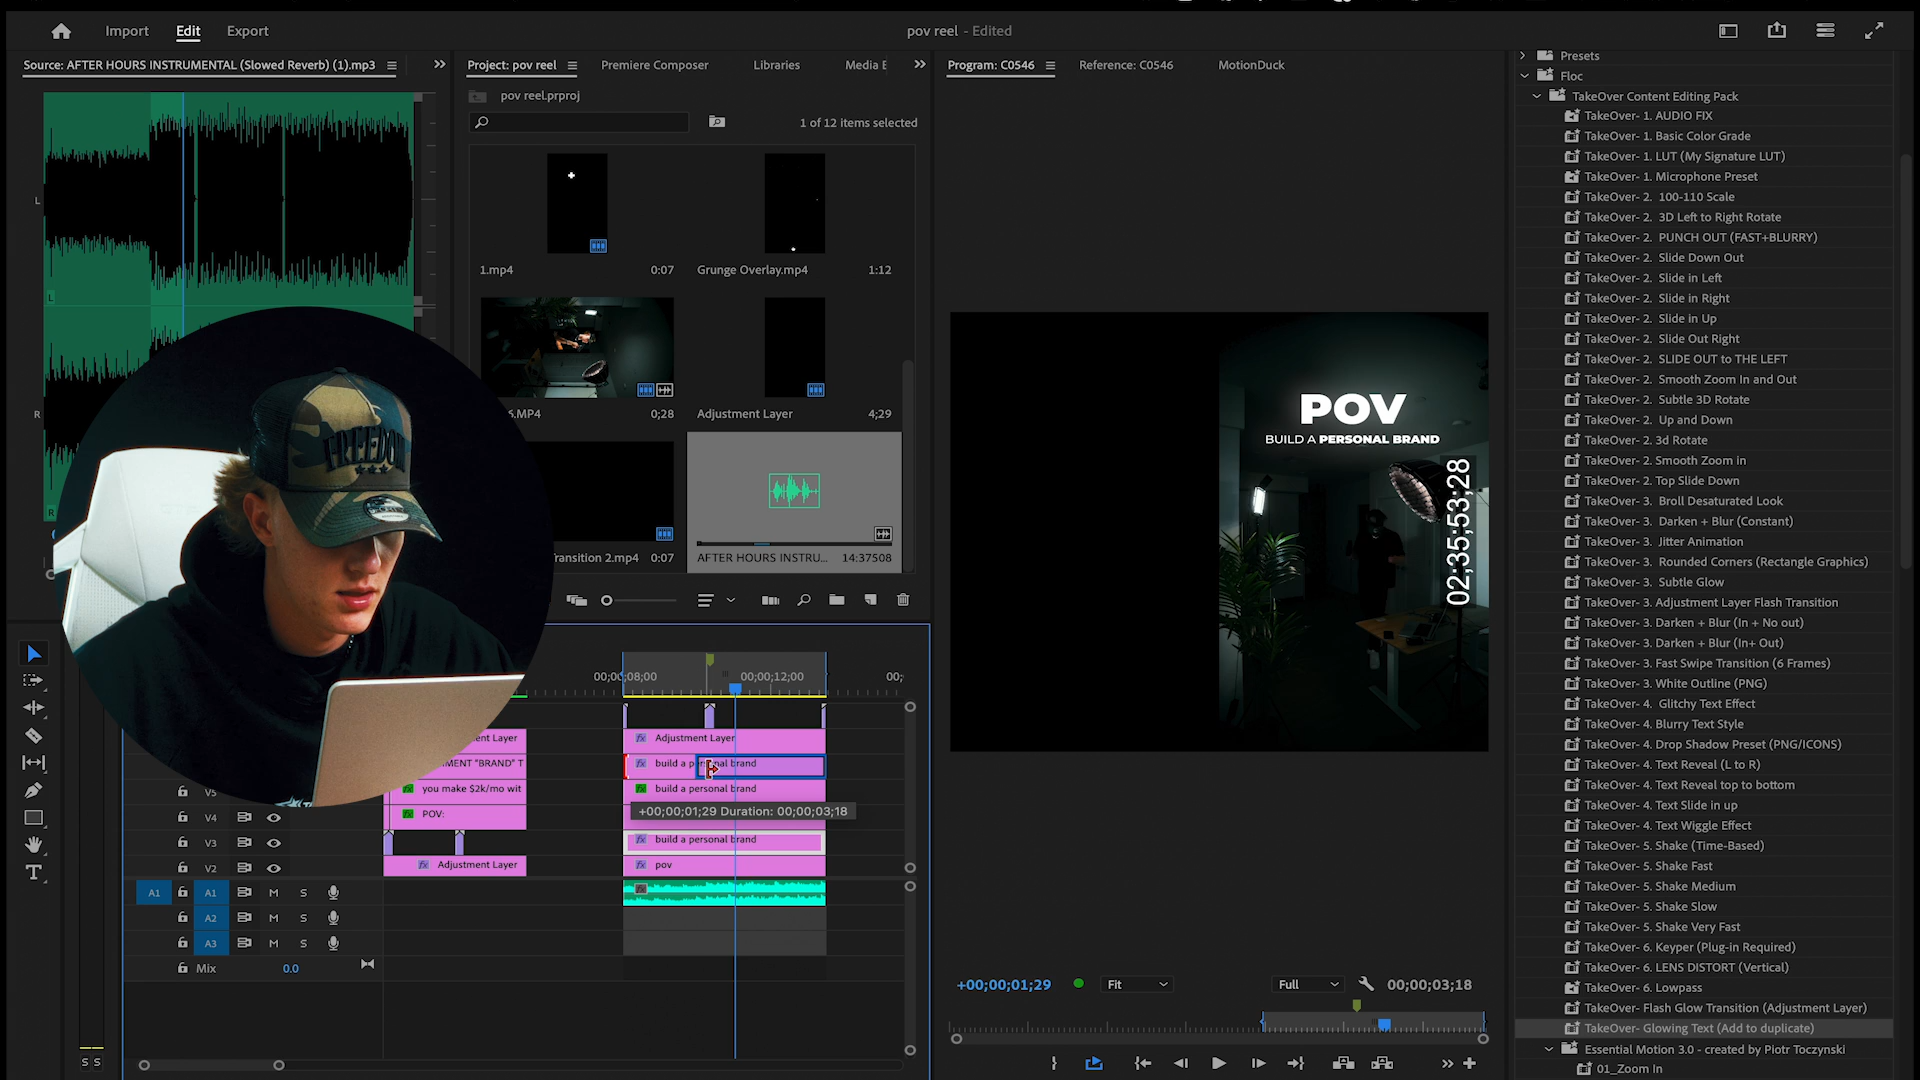 Import
Edit
Export
pov reel - Edited
Source: AFTER HOURS INSTRUMENTAL (Slowed Reverb) (1).mp3
Project: pov reel
Premiere Composer
Libraries
Media E
Program: C0546
Reference: C0546
MotionDuck
pov reel.prproj
1 of 12 items selected
L
L
R
R
1.mp4
0:07
Grunge Overlay.mp4
1:12
6.MP4
0;28
Adjustment Layer
4;29
ransition 2.mp4
0:07
AFTER HOURS INSTRU...
14:37508
FREEDOM
POV
BUILD A PERSONAL BRAND
02;35;53;28
00;00;08;00
00;00;12;00
00;
ent Layer
fx Adjustment Layer
MENT "BRAND" T
fx build a personal brand
V5
fx you make $2k/mo wit
fx build a personal brand
V4
fx POV:
+00;00;01;29 Duration: 00;00;03;18
V3
fx build a personal brand
V2
fx Adjustment Layer
fx pov
A1
A1
M
S
fx
A2
M
S
A3
M
S
Mix
0.0
S S
+00;00;01;29
Fit
Full
00;00;03;18
Presets
Floc
TakeOver Content Editing Pack
TakeOver- 1. AUDIO FIX
TakeOver- 1. Basic Color Grade
TakeOver- 1. LUT (My Signature LUT)
TakeOver- 1. Microphone Preset
TakeOver- 2. 100-110 Scale
TakeOver- 2. 3D Left to Right Rotate
TakeOver- 2. PUNCH OUT (FAST+BLURRY)
TakeOver- 2. Slide Down Out
TakeOver- 2. Slide in Left
TakeOver- 2. Slide in Right
TakeOver- 2. Slide in Up
TakeOver- 2. Slide Out Right
TakeOver- 2. SLIDE OUT to THE LEFT
TakeOver- 2. Smooth Zoom In and Out
TakeOver- 2. Subtle 3D Rotate
TakeOver- 2. Up and Down
TakeOver- 2. 3d Rotate
TakeOver- 2. Smooth Zoom in
TakeOver- 2. Top Slide Down
TakeOver- 3. Broll Desaturated Look
TakeOver- 3. Darken + Blur (Constant)
TakeOver- 3. Jitter Animation
TakeOver- 3. Rounded Corners (Rectangle Graphics)
TakeOver- 3. Subtle Glow
TakeOver- 3. Adjustment Layer Flash Transition
TakeOver- 3. Darken + Blur (In + No out)
TakeOver- 3. Darken + Blur (In+ Out)
TakeOver- 3. Fast Swipe Transition (6 Frames)
TakeOver- 3. White Outline (PNG)
TakeOver- 4. Glitchy Text Effect
TakeOver- 4. Blurry Text Style
TakeOver- 4. Drop Shadow Preset (PNG/ICONS)
TakeOver- 4. Text Reveal (L to R)
TakeOver- 4. Text Reveal top to bottom
TakeOver- 4. Text Slide in up
TakeOver- 4. Text Wiggle Effect
TakeOver- 5. Shake (Time-Based)
TakeOver- 5. Shake Fast
TakeOver- 5. Shake Medium
TakeOver- 5. Shake Slow
TakeOver- 5. Shake Very Fast
TakeOver- 6. Keyper (Plug-in Required)
TakeOver- 6. LENS DISTORT (Vertical)
TakeOver- 6. Lowpass
TakeOver- Flash Glow Transition (Adjustment Layer)
TakeOver- Glowing Text (Add to duplicate)
Essential Motion 3.0 - created by Piotr Toczynski
01_Zoom In